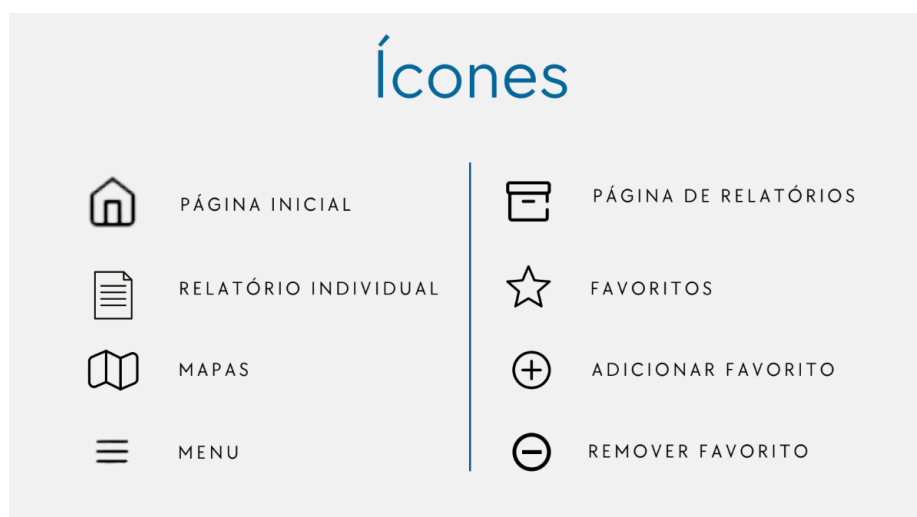 Ícones
PÁGINA INICIAL
RELATÓRIO INDIVIDUAL
MAPAS
MENU
PÁGINA DE RELATÓRIOS
FAVORITOS
ADICIONAR FAVORITO
REMOVER FAVORITO